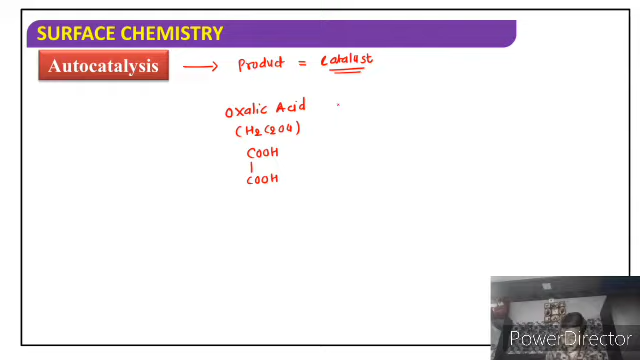 SURFACE CHEMISTRY
Autocatalysis → Product = Catalyst
Oxalic Acid
(H2C2O4)
COOH
|
COOH
PowerDirector